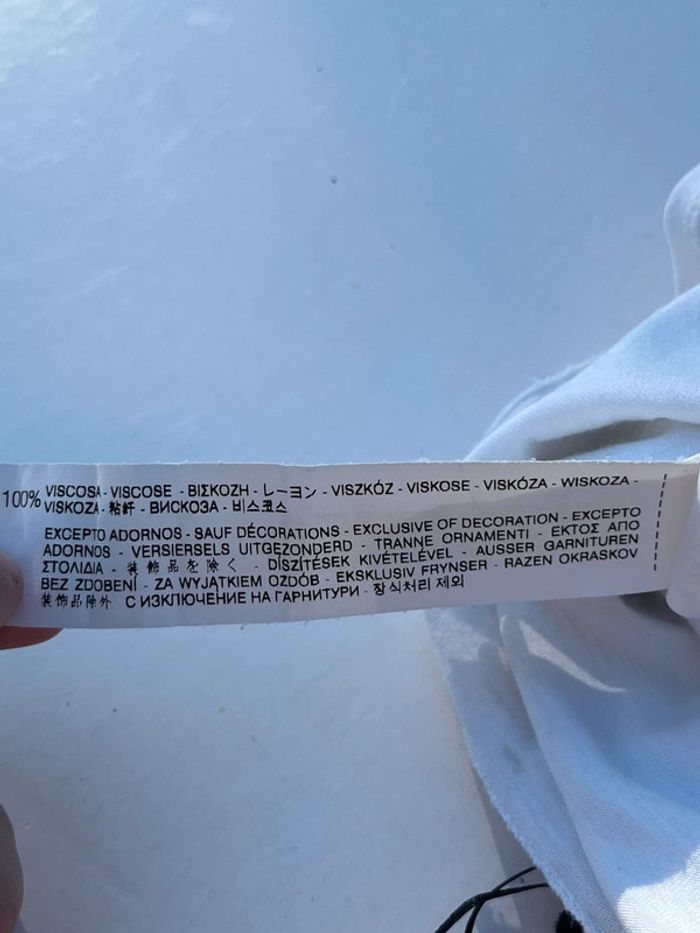 100% VISCOSA - VISCOSE - ΒΙΣΚΟΖΗ - レーヨン - VISZKÓZ - VISKOSE - VISKÓZA - WISKOZA -
VISKOZA - 粘紆 - ВИСКОЗА - 비스코스
EXCEPTO ADORNOS - SAUF DÉCORATIONS - EXCLUSIVE OF DECORATION - EXCEPTO
ADORNOS - VERSIERSELS UITGEZONDERD - TRANNE ORNAMENTI - ΕΚΤΟΣ ΑΠΟ
ΣΤΟΛΙΔΙΑ - 装飾品を除く - DÍSZÍTÉSEK KIVÉTELÉVEL - AUSSER GARNITUREN
BEZ ZDOBENÍ - ZA WYJĄTKIEM OZDÓB - EKSKLUSIV FRYNSER - RAZEN OKRASKOV
装飾品除外 С ИЗКЛЮЧЕНИЕ НА ГАРНИТУРИ - 장식처리 제외